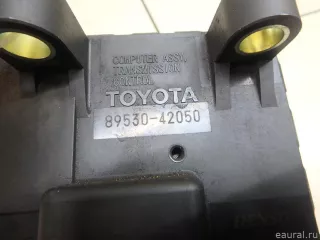 COMPUTER ASSY,
TRANSMISSION
CONTROL
TOYOTA
89530-42050
eaural.ru